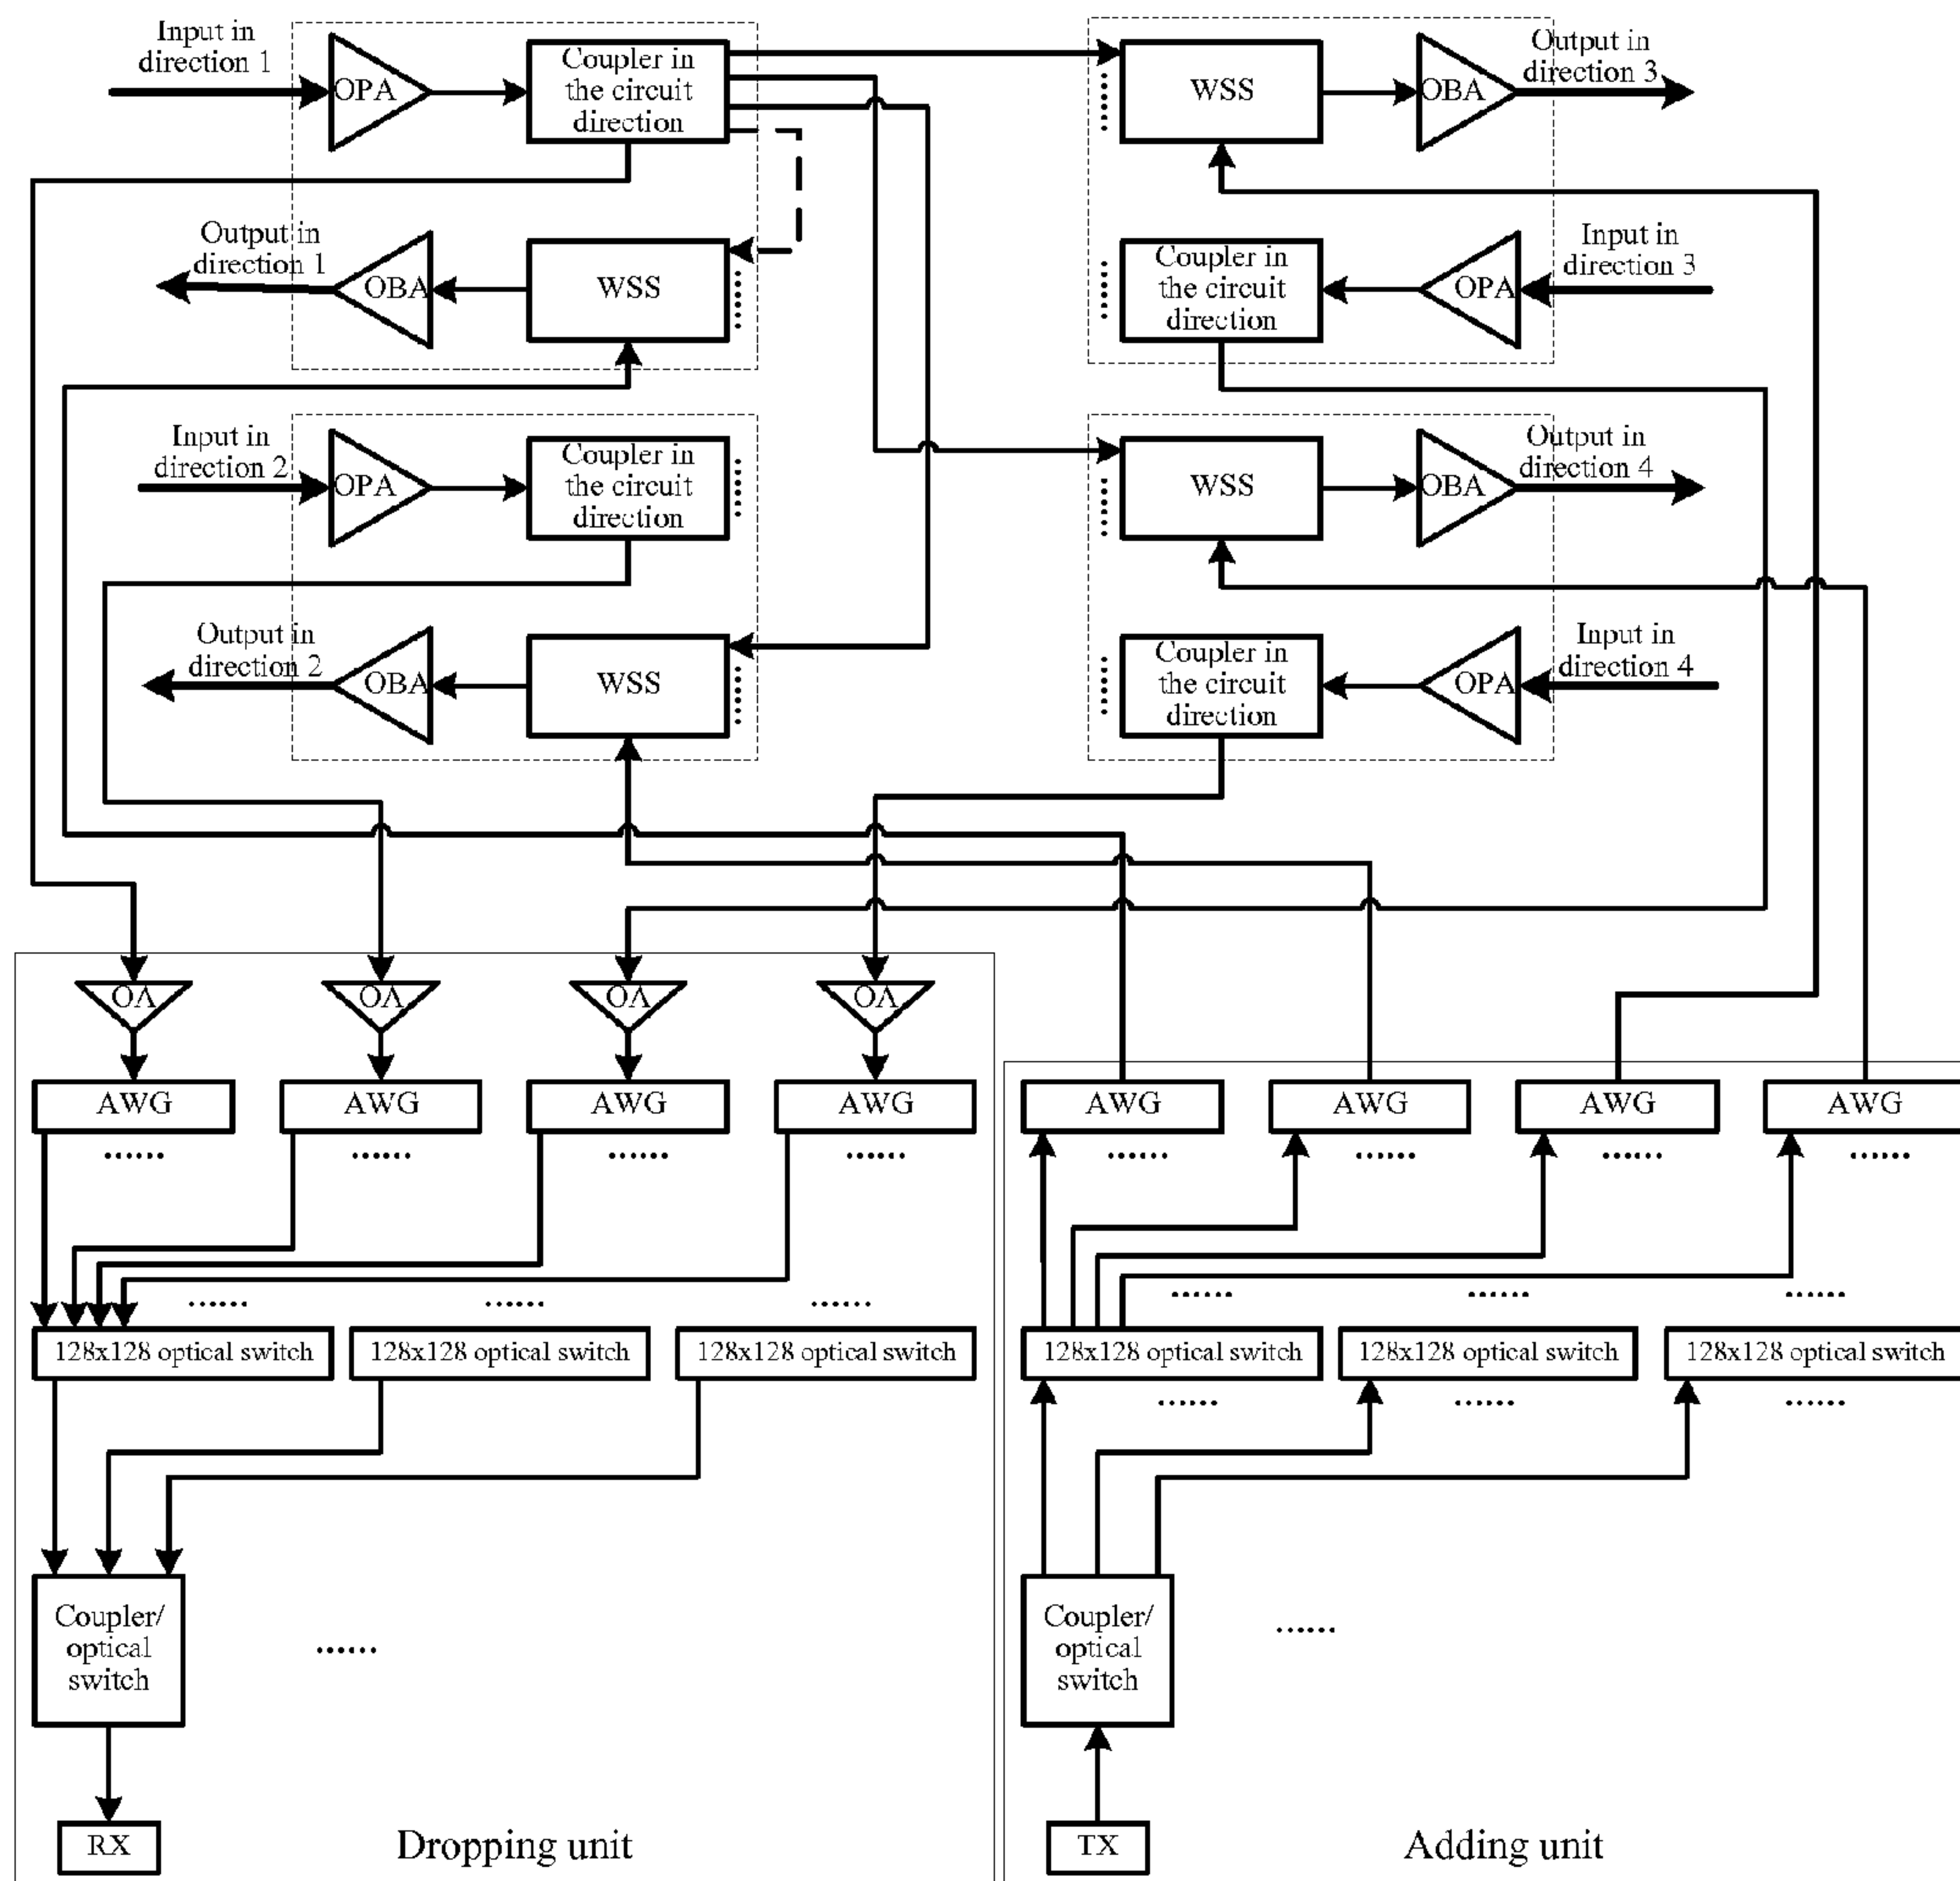 Input in
direction 1
OPA
Coupler in
the circuit
direction
WSS
OBA
Output in
direction 3
Output in
direction 1
OBA
WSS
Coupler in
the circuit
direction
OPA
Input in
direction 3
Input in
direction 2
OPA
Coupler in
the circuit
direction
WSS
OBA
Output in
direction 4
Output in
direction 2
OBA
WSS
Coupler in
the circuit
direction
OPA
Input in
direction 4
OA
OA
OA
OA
AWG
AWG
AWG
AWG
AWG
AWG
AWG
AWG
128x128 optical switch
128x128 optical switch
128x128 optical switch
128x128 optical switch
128x128 optical switch
128x128 optical switch
Coupler/
optical
switch
Coupler/
optical
switch
RX
Dropping unit
TX
Adding unit